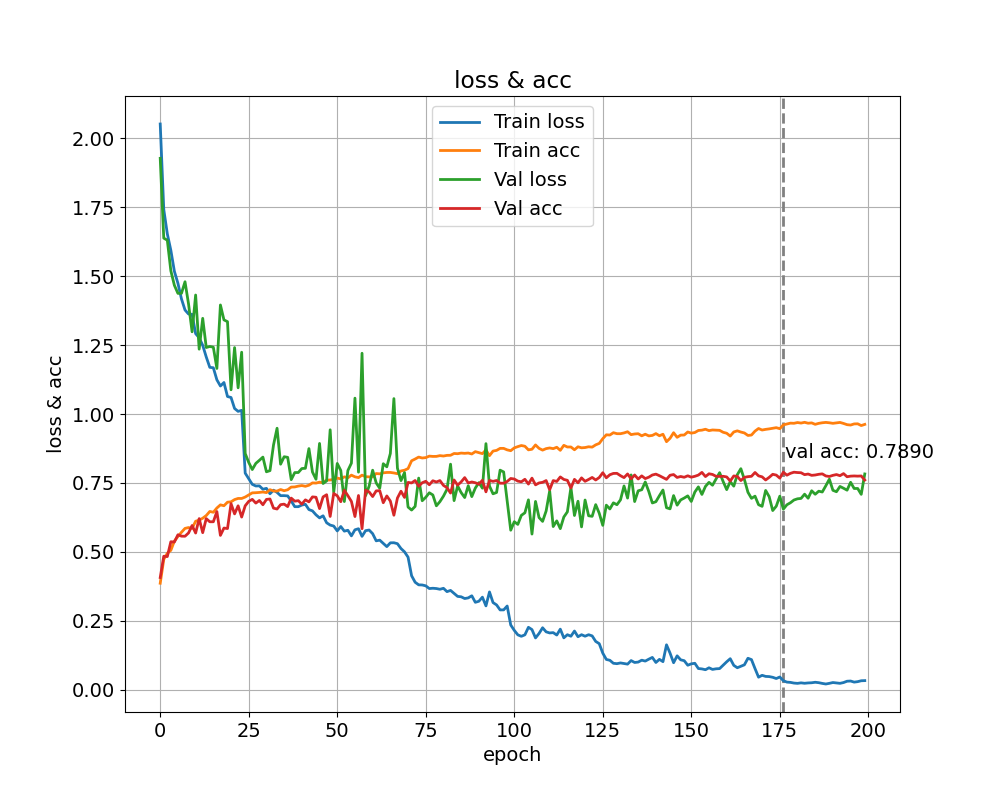 loss & acc
Train loss
Train acc
Val loss
Val acc
2.00
1.75
1.50
1.25
1.00
0.75
0.50
0.25
0.00
loss & acc
val acc: 0.7890
0 25 50 75 100 125 150 175 200
epoch